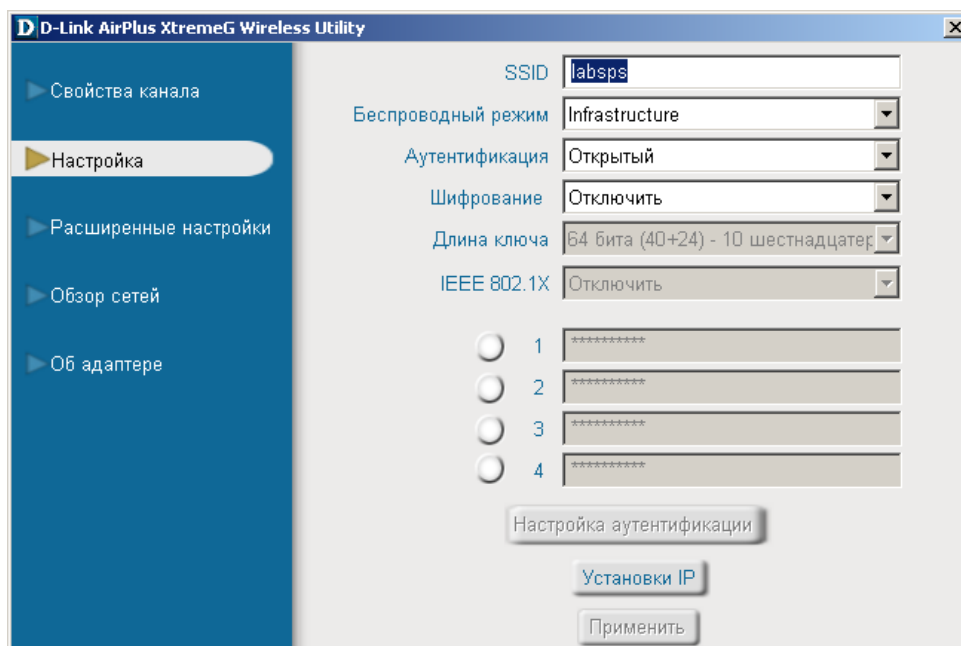 D D-Link AirPlus XtremeG Wireless Utility
Свойства канала
Настройка
Расширенные настройки
Обзор сетей
Об адаптере
SSID labsps
Беспроводный режим Infrastructure
Аутентификация Открытый
Шифрование Отключить
Длина ключа 64 бита (40+24) - 10 шестнадцатер
IEEE 802.1X Отключить
1 **********
2 **********
3 **********
4 **********
Настройка аутентификации
Установки IP
Применить